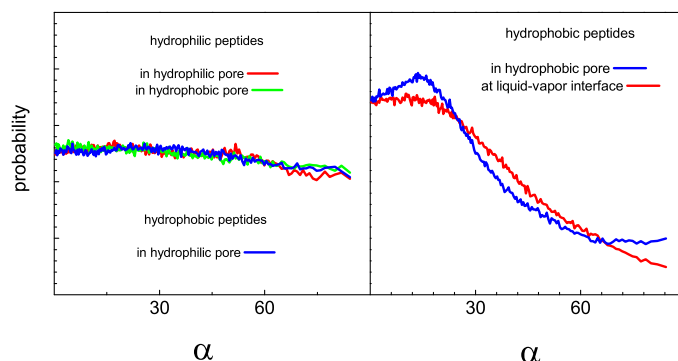 hydrophilic peptides
in hydrophilic pore
in hydrophobic pore
hydrophobic peptides
in hydrophilic pore
hydrophobic peptides
in hydrophobic pore
at liquid-vapor interface
probability
30
60
30
60
α
α